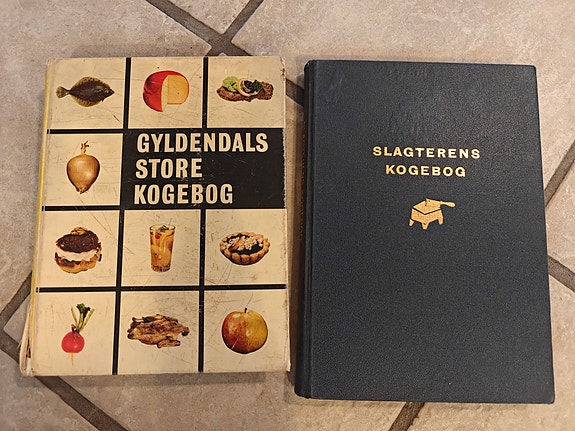 GYLDENDALS
STORE
KOGEBOG
SLAGTERENS
KOGEBOG